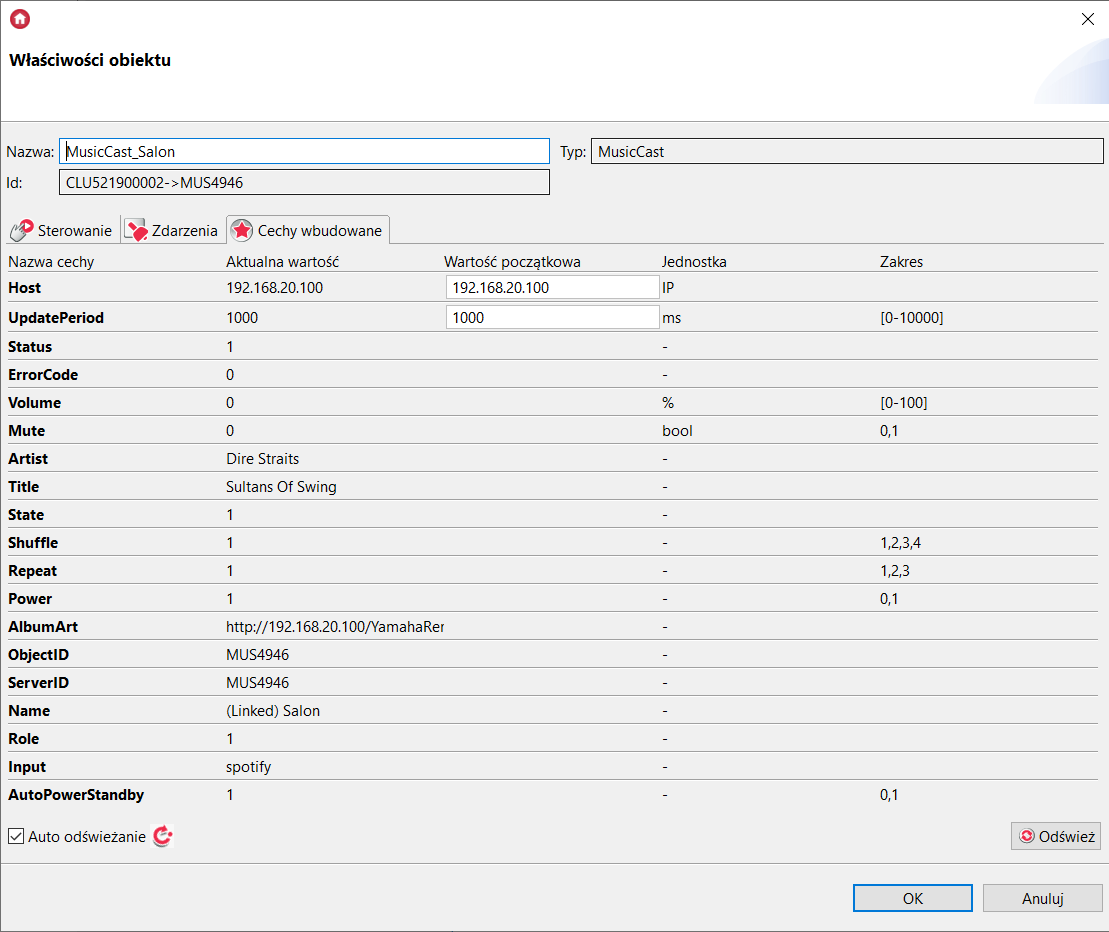 Właściwości obiektu
Nazwa: MusicCast_Salon Typ: MusicCast
Id: CLU521900002->MUS4946
Sterowanie Zdarzenia Cechy wbudowane
Nazwa cechy Aktualna wartość Wartość początkowa Jednostka Zakres
Host 192.168.20.100 192.168.20.100 IP
UpdatePeriod 1000 1000 ms [0-10000]
Status 1 -
ErrorCode 0 -
Volume 0 % [0-100]
Mute 0 bool 0,1
Artist Dire Straits -
Title Sultans Of Swing -
State 1 -
Shuffle 1 - 1,2,3,4
Repeat 1 - 1,2,3
Power 1 - 0,1
AlbumArt http://192.168.20.100/YamahaRer -
ObjectID MUS4946 -
ServerID MUS4946 -
Name (Linked) Salon -
Role 1 -
Input spotify -
AutoPowerStandby 1 - 0,1
Auto odświeżanie Odśwież
OK Anuluj